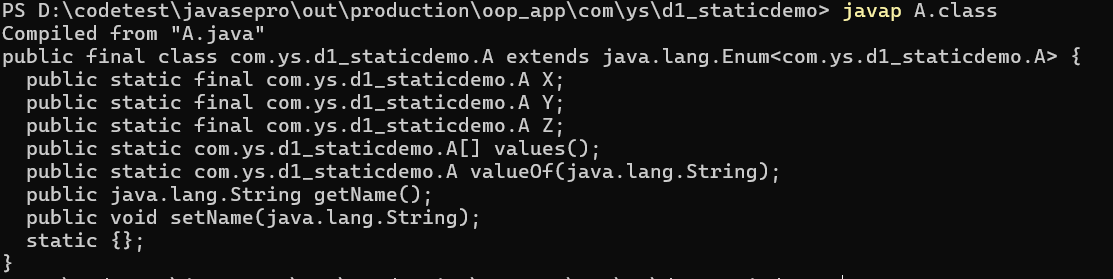 PS D:\codetest\javasepro\out\production\oop_app\com\ys\d1_staticdemo> javap A.class
Compiled from "A.java"
public final class com.ys.d1_staticdemo.A extends java.lang.Enum<com.ys.d1_staticdemo.A> {
  public static final com.ys.d1_staticdemo.A X;
  public static final com.ys.d1_staticdemo.A Y;
  public static final com.ys.d1_staticdemo.A Z;
  public static com.ys.d1_staticdemo.A[] values();
  public static com.ys.d1_staticdemo.A valueOf(java.lang.String);
  public java.lang.String getName();
  public void setName(java.lang.String);
  static {};
}